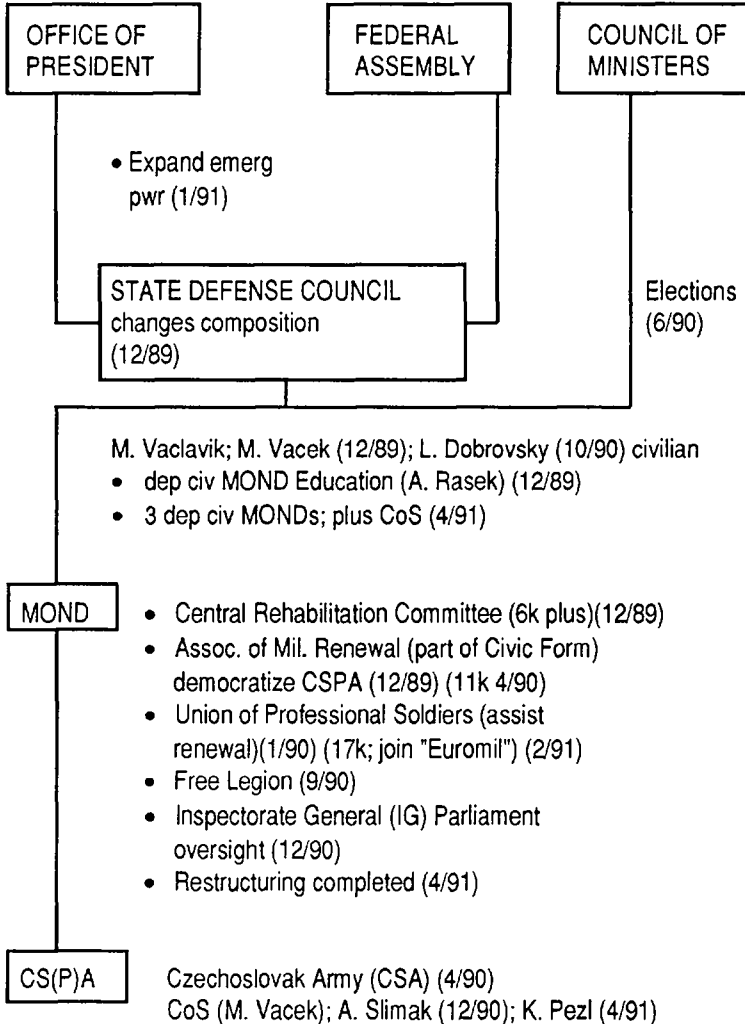 OFFICE OF
PRESIDENT
FEDERAL
ASSEMBLY
COUNCIL OF
MINISTERS
• Expand emerg
pwr (1/91)
STATE DEFENSE COUNCIL
changes composition
(12/89)
Elections
(6/90)
M. Vaclavik; M. Vacek (12/89); L. Dobrovsky (10/90) civilian
• dep civ MOND Education (A. Rasek) (12/89)
• 3 dep civ MONDs; plus CoS (4/91)
MOND
• Central Rehabilitation Committee (6k plus)(12/89)
• Assoc. of Mil. Renewal (part of Civic Form)
democratize CSPA (12/89) (11k 4/90)
• Union of Professional Soldiers (assist
renewal)(1/90) (17k; join "Euromil") (2/91)
• Free Legion (9/90)
• Inspectorate General (IG) Parliament
oversight (12/90)
• Restructuring completed (4/91)
CS(P)A
Czechoslovak Army (CSA) (4/90)
CoS (M. Vacek); A. Slimak (12/90); K. Pezl (4/91)